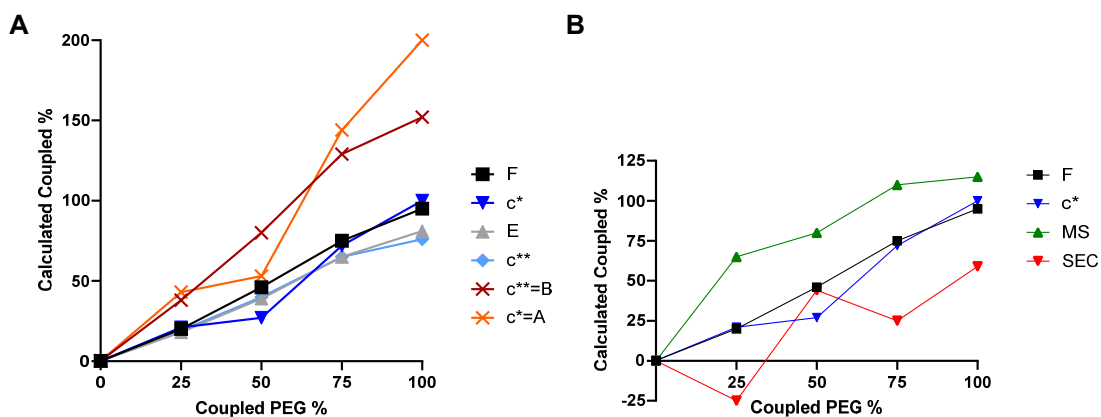 A
Calculated Coupled %
200
150
100
50
0
0 25 50 75 100
Coupled PEG %
F
c*
E
c**
c**=B
c*=A
B
Calculated Coupled %
125
100
75
50
25
0
-25
25 50 75 100
Coupled PEG %
F
c*
MS
SEC